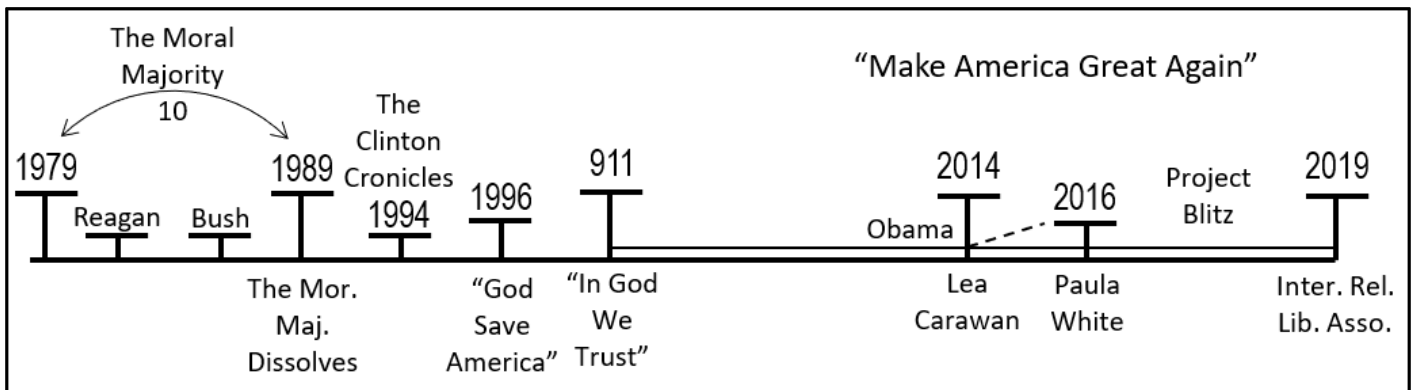 The Moral
Majority
10
"Make America Great Again"
1979
Reagan
Bush
1989
The
Clinton
Cronicles
1994
1996
911
Obama
2014
2016
Project
Blitz
2019
The Mor.
Maj.
Dissolves
"God
Save
America"
"In God
We
Trust"
Lea
Carawan
Paula
White
Inter. Rel.
Lib. Asso.